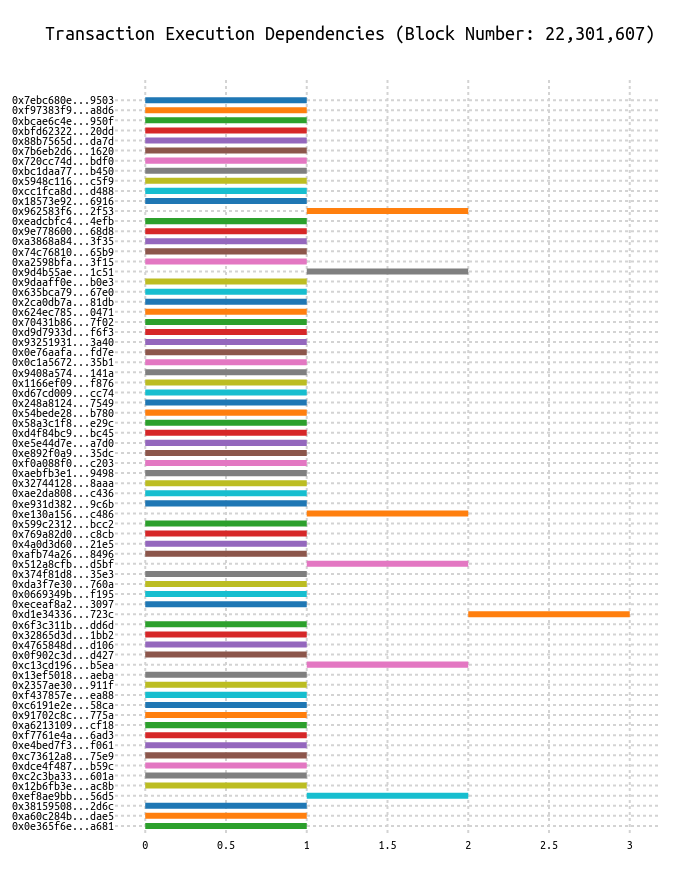 Transaction Execution Dependencies (Block Number: 22,301,607)
0x7ebc680e...9503
0xf97383f9...a8d6
0xbcae6c4e...950f
0xbfd62322...20dd
0x88b7565d...da7d
0x7b6eb2d6...1620
0x720cc74d...bdf0
0xbc1daa77...b450
0x5948c116...c5f9
0xcc1fca8d...d488
0x18573e92...6916
0x962583f6...2f53
0xeadcbfc4...4efb
0x9e778600...68d8
0xa3868a84...3f35
0x74c76810...65b9
0xa2598bfa...3f15
0x9d4b55ae...1c51
0x9daaff0e...b0e3
0x635bca79...67e0
0x2ca0db7a...81db
0x624ec785...0471
0x70431b86...7f02
0xd9d7933d...f6f3
0x93251931...3a40
0x0e76aafa...fd7e
0x0c1a5672...35b1
0x9408a574...141a
0x1166ef09...f876
0xd67cd009...cc74
0x248a8124...7549
0x54bede28...b780
0x58a3c1f8...e29c
0xd4f84bc9...bc45
0xe5e44d7e...a7d0
0xe892f0a9...35dc
0xf0a088f0...c203
0xaebfb3e1...9498
0x32744128...8aaa
0xae2da808...c436
0xe931d382...9c6b
0xe130a156...c486
0x599c2312...bcc2
0x769a82d0...c8cb
0x4a0d3d60...21e5
0xafb74a26...8496
0x512a8cfb...d5bf
0x374f81d8...35e3
0xda3f7e30...760a
0x0669349b...f195
0xeceaf8a2...3097
0xd1e34336...723c
0x6f3c311b...dd6d
0x32865d3d...1bb2
0x4765848d...d106
0x0f902c3d...d427
0xc13cd196...b5ea
0x13ef5018...aeba
0x2357ae30...911f
0xf437857e...ea88
0xc6191e2e...58ca
0x91702c8c...775a
0xa6213109...cf18
0xf7761e4a...6ad3
0xe4bed7f3...f061
0xc73612a8...75e9
0xdce4f487...b59c
0xc2c3ba33...601a
0x12b6fb3e...ac8b
0xef8ae9bb...56d5
0x38159508...2d6c
0xa60c284b...dae5
0x0e365f6e...a681
0 0.5 1 1.5 2 2.5 3